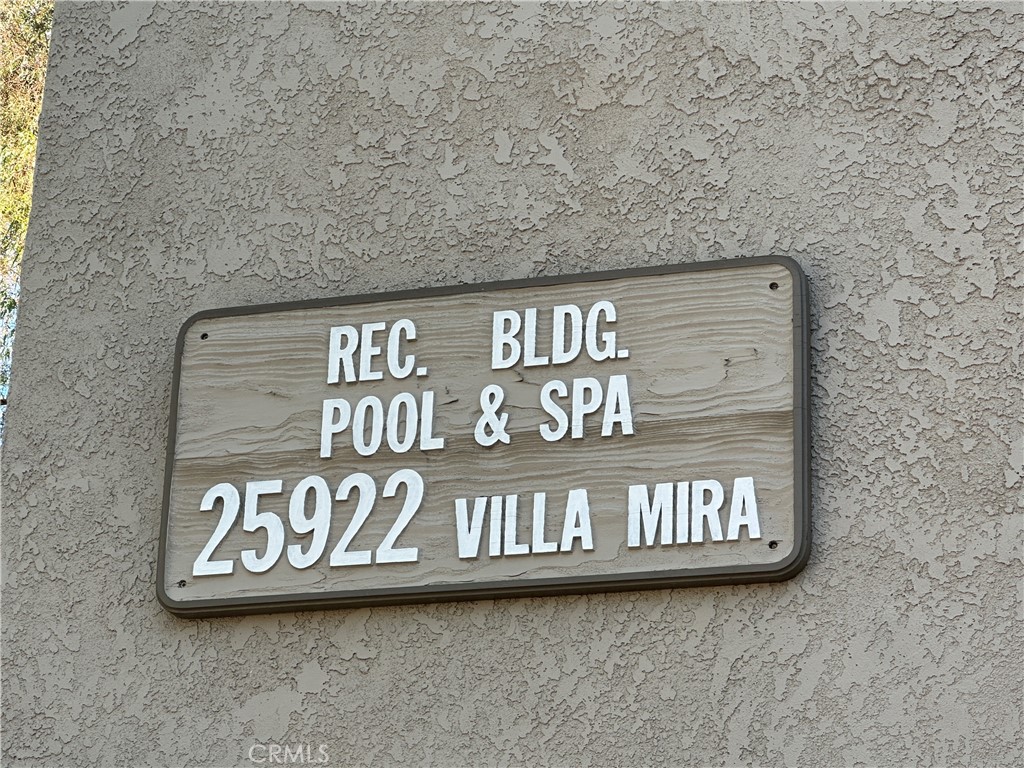 REC. BLDG.
POOL & SPA
25922 VILLA MIRA
CRMLS